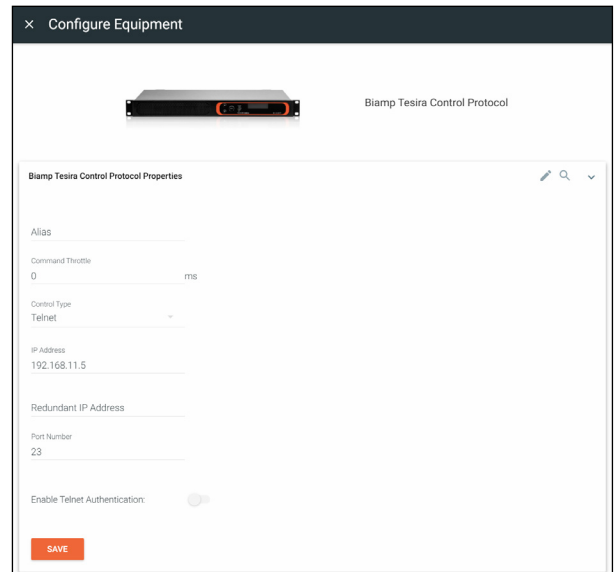 × Configure Equipment
Biamp Tesira Control Protocol
Biamp Tesira Control Protocol Properties
Alias
Command Throttle
0 ms
Control Type
Telnet
IP Address
192.168.11.5
Redundant IP Address
Port Number
23
Enable Telnet Authentication:
SAVE